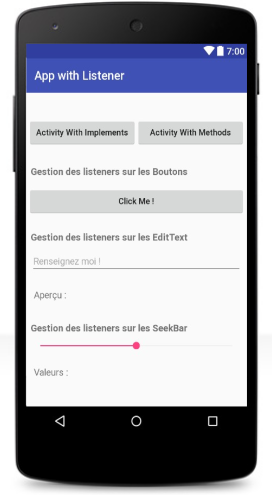 7:00
App with Listener
Activity With Implements
Activity With Methods
Gestion des listeners sur les Boutons
Click Me !
Gestion des listeners sur les EditText
Renseignez moi !
Aperçu :
Gestion des listeners sur les SeekBar
Valeurs :